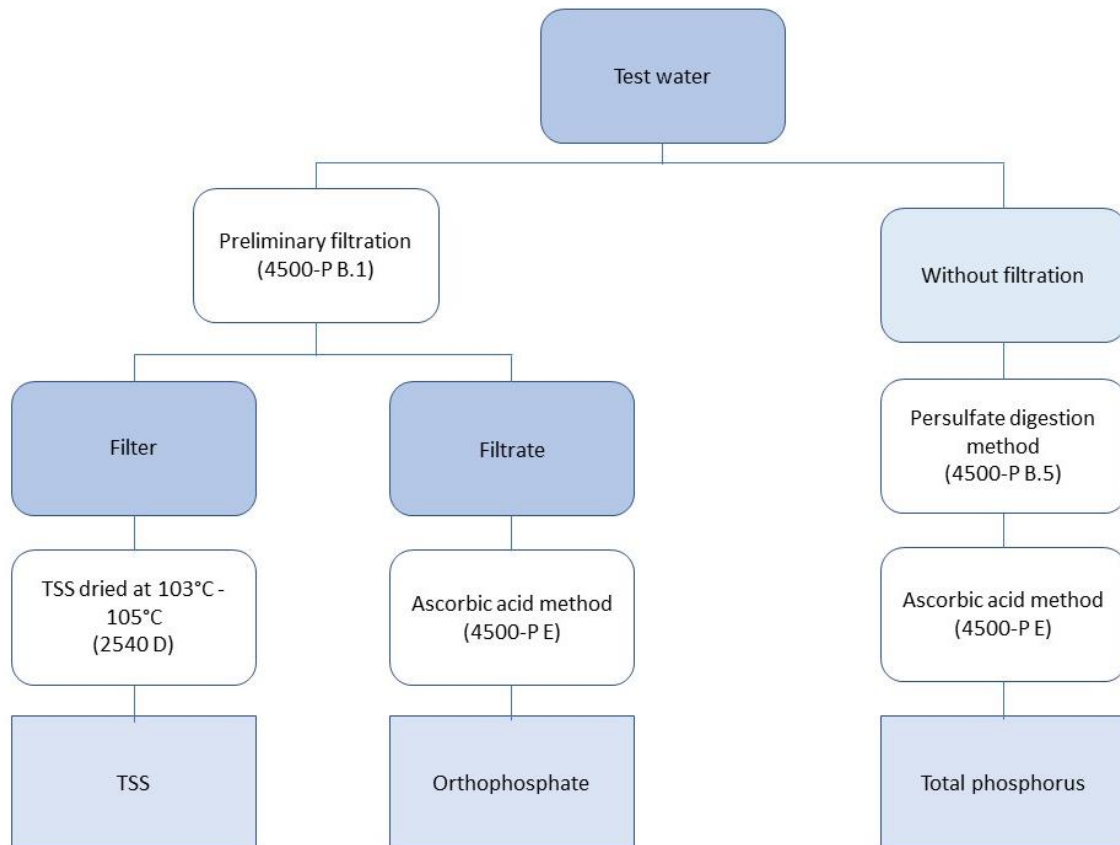 Test water
Preliminary filtration
(4500-P B.1)
Without filtration
Filter
Filtrate
Persulfate digestion
method
(4500-P B.5)
TSS dried at 103°C -
105°C
(2540 D)
Ascorbic acid method
(4500-P E)
Ascorbic acid method
(4500-P E)
TSS
Orthophosphate
Total phosphorus